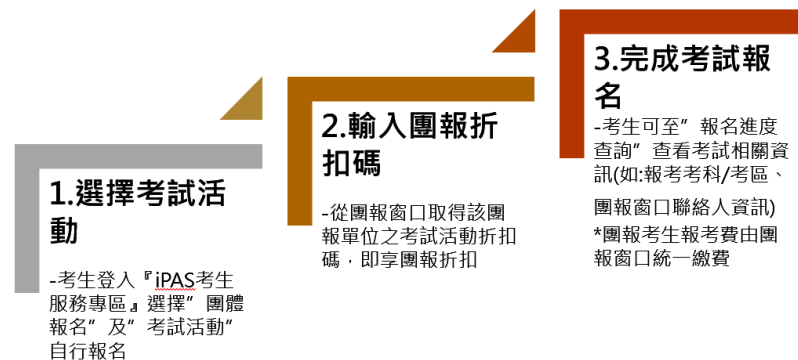 1.選擇考試活
動
-考生登入『iPAS考生
服務專區』選擇”團體
報名”及”考試活動”
自行報名
2.輸入團報折
扣碼
-從團報窗口取得該團
報單位之考試活動折扣
碼，即享團報折扣
3.完成考試報
名
-考生可至”報名進度
查詢”查看考試相關資
訊(如:報考考科/考區、
團報窗口聯絡人資訊)
*團報考生報考費由團
報窗口統一繳費